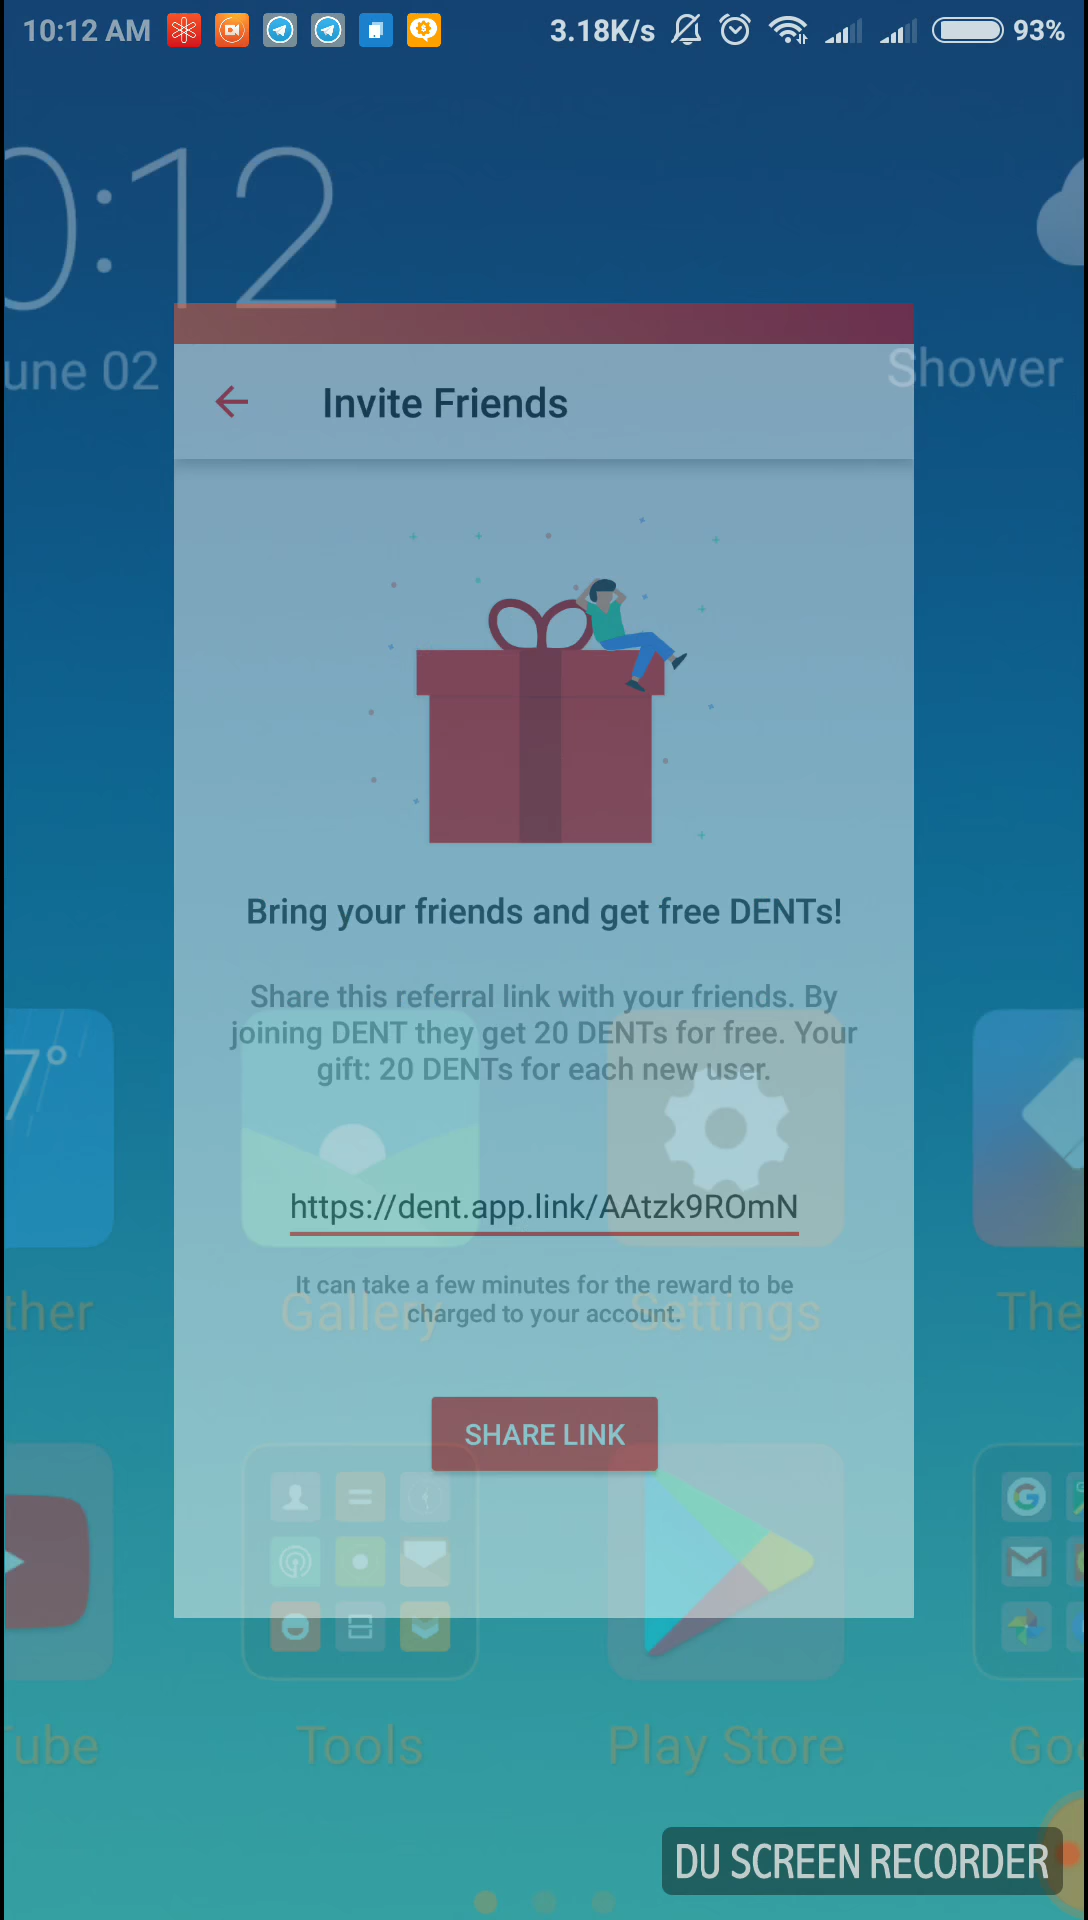 10:12 AM 3.18K/s 93%
0:12
une 02
Shower
Invite Friends
Bring your friends and get free DENTs!
Share this referral link with your friends. By
joining DENT they get 20 DENTs for free. Your
gift: 20 DENTs for each new user.
7°
https://dent.app.link/AAtzk9ROmN
It can take a few minutes for the reward to be
charged to your account.
ther Gallery Settings The
SHARE LINK
Tube Tools Play Store Goo
DU SCREEN RECORDER